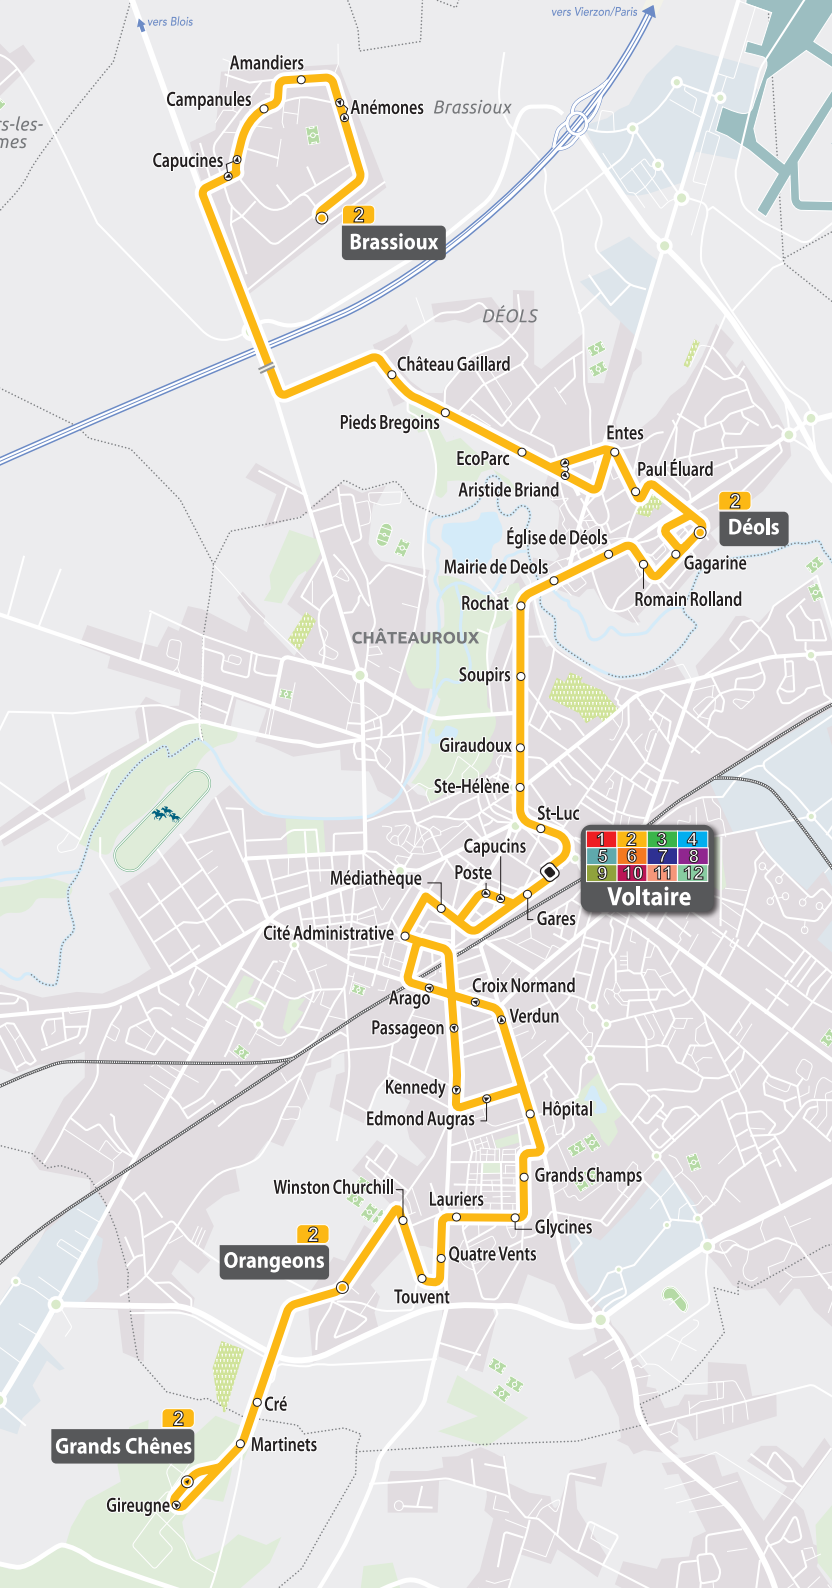 vers Blois
vers Vierzon/Paris
Amandiers
Campanules
Anémones
Brassioux
rs-les-
mes
Capucines
2
Brassioux
DÉOLS
Château Gaillard
Pieds Bregoins
Entes
EcoParc
Paul Éluard
Aristide Briand
2
Déols
Église de Déols
Gagarine
Mairie de Deols
Romain Rolland
Rochat
CHÂTEAUROUX
Soupirs
Giraudoux
Ste-Hélène
St-Luc
1 2 3 4
5 6 7 8
9 10 11 12
Voltaire
Capucins
Poste
Médiathèque
Gares
Cité Administrative
Croix Normand
Arago
Verdun
Passageon
Kennedy
Hôpital
Edmond Augras
Grands Champs
Winston Churchill
Lauriers
Glycines
2
Orangeons
Quatre Vents
Touvent
Cré
2
Grands Chênes
Martinets
Gireugne